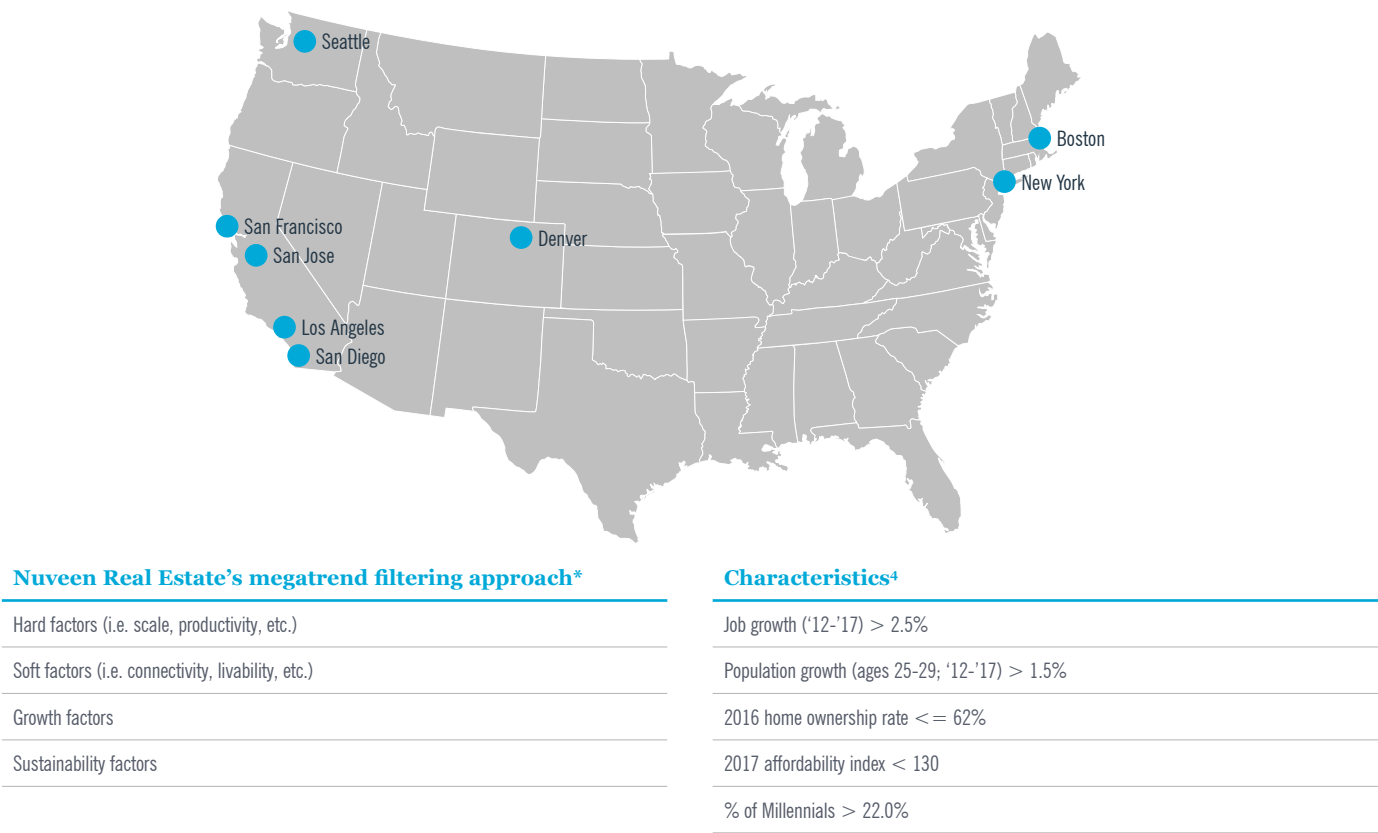 Seattle
Boston
New York
San Francisco
Denver
San Jose
Los Angeles
San Diego
Nuveen Real Estate’s megatrend filtering approach*
Hard factors (i.e. scale, productivity, etc.)
Soft factors (i.e. connectivity, livability, etc.)
Growth factors
Sustainability factors
Characteristics⁴
Job growth (‘12-’17) > 2.5%
Population growth (ages 25-29; ‘12-’17) > 1.5%
2016 home ownership rate <= 62%
2017 affordability index < 130
% of Millennials > 22.0%